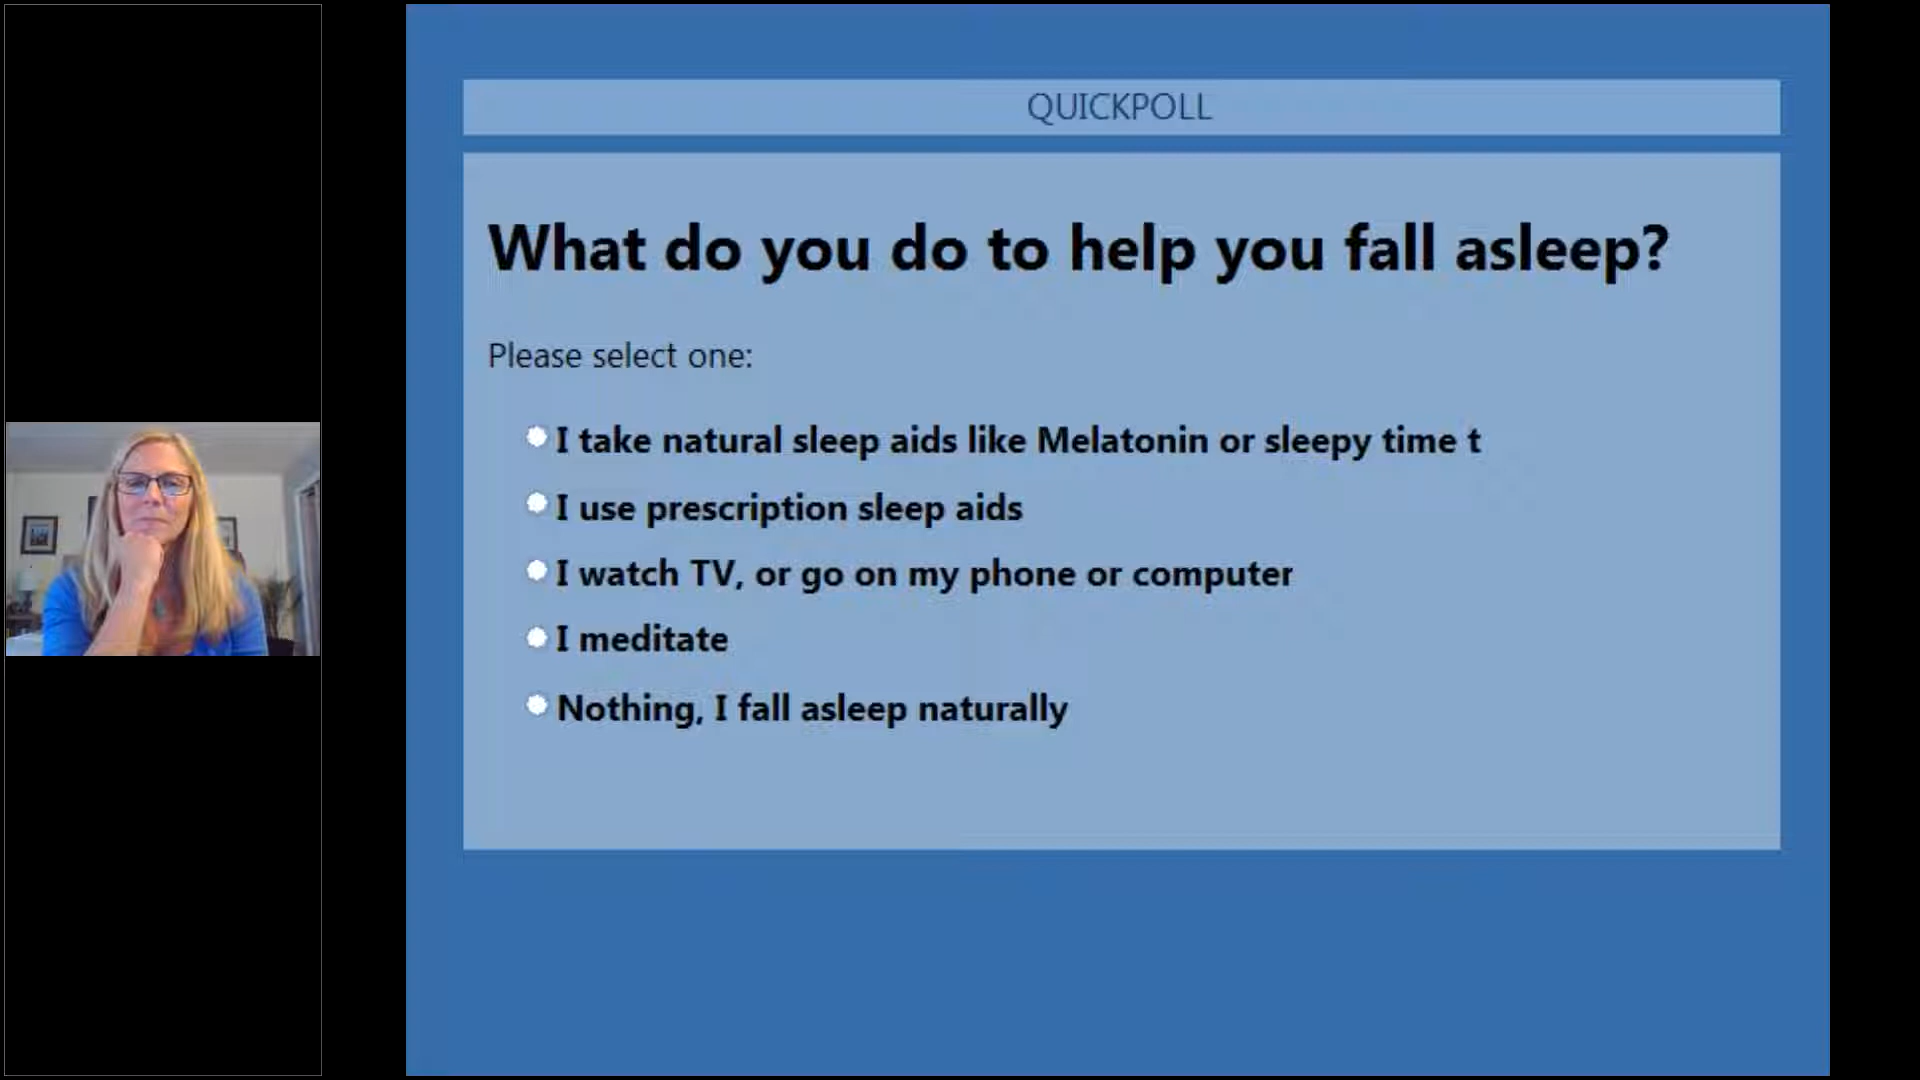 QUICKPOLL
What do you do to help you fall asleep?
Please select one:
I take natural sleep aids like Melatonin or sleepy time t
I use prescription sleep aids
I watch TV, or go on my phone or computer
I meditate
Nothing, I fall asleep naturally